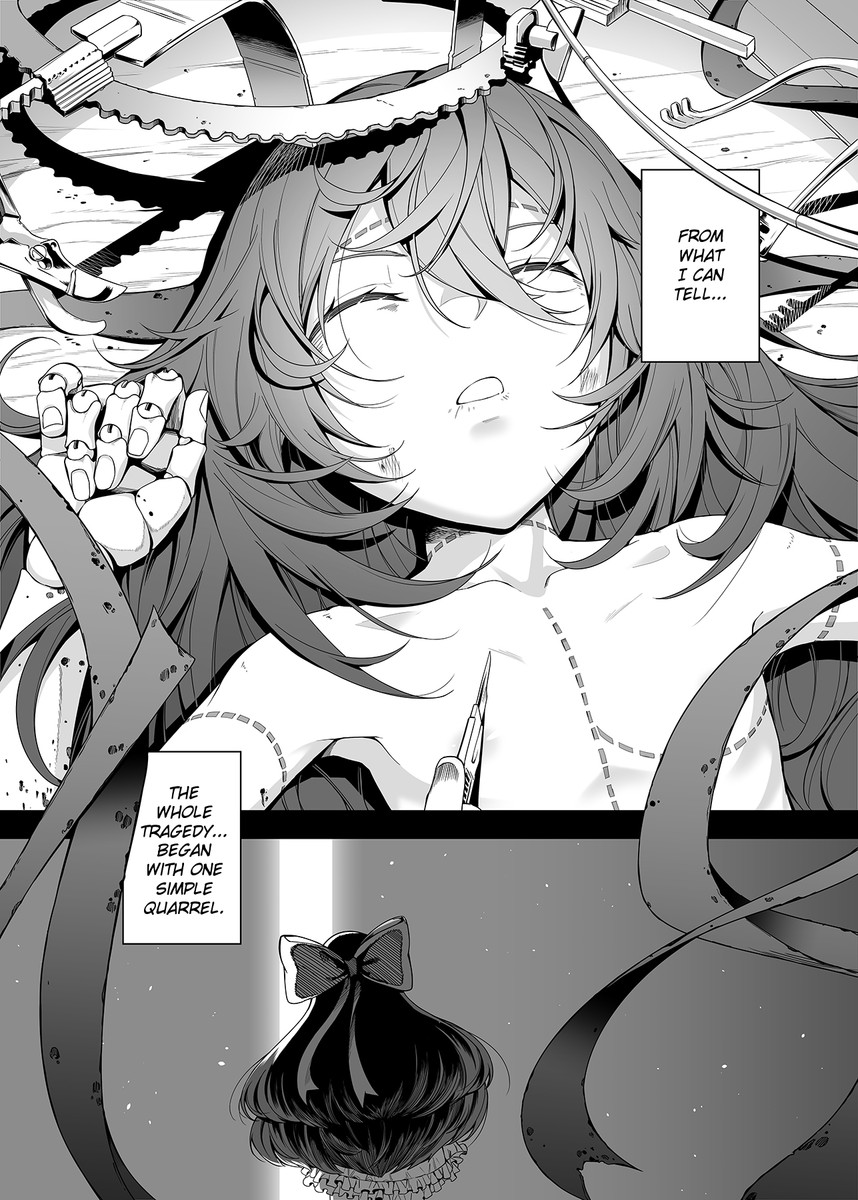 FROM
WHAT
I CAN
TELL...
THE
WHOLE
TRAGEDY...
BEGAN
WITH ONE
SIMPLE
QUARREL.